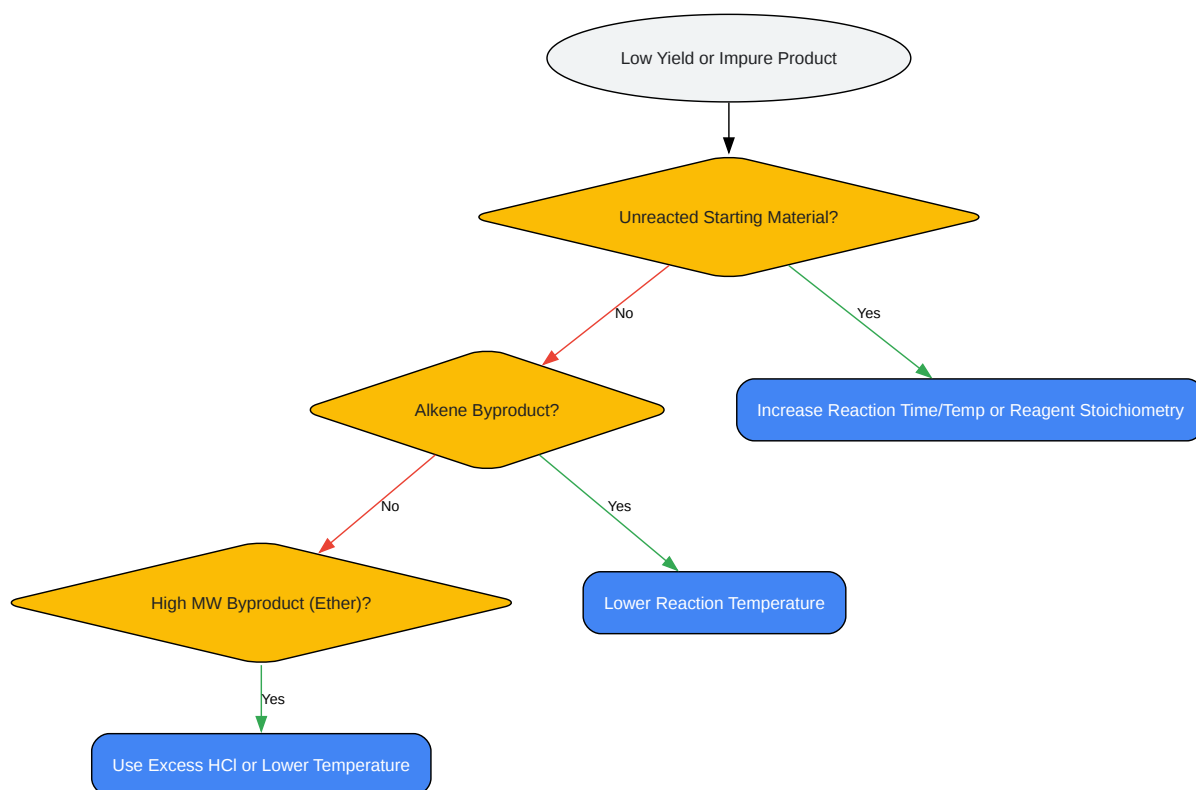 Low Yield or Impure Product
Unreacted Starting Material?
No
Yes
Increase Reaction Time/Temp or Reagent Stoichiometry
Alkene Byproduct?
No
Yes
Lower Reaction Temperature
High MW Byproduct (Ether)?
Yes
Use Excess HCl or Lower Temperature